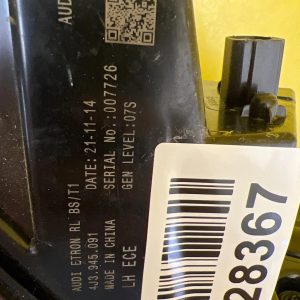 AUD
AUDI ETRON RL BS/T1
4J3.945.091
DATE: 21-11-14
MADE IN CHINA
SERIAL NO.:007726
GEN LEVEL:07S
LH ECE
28367